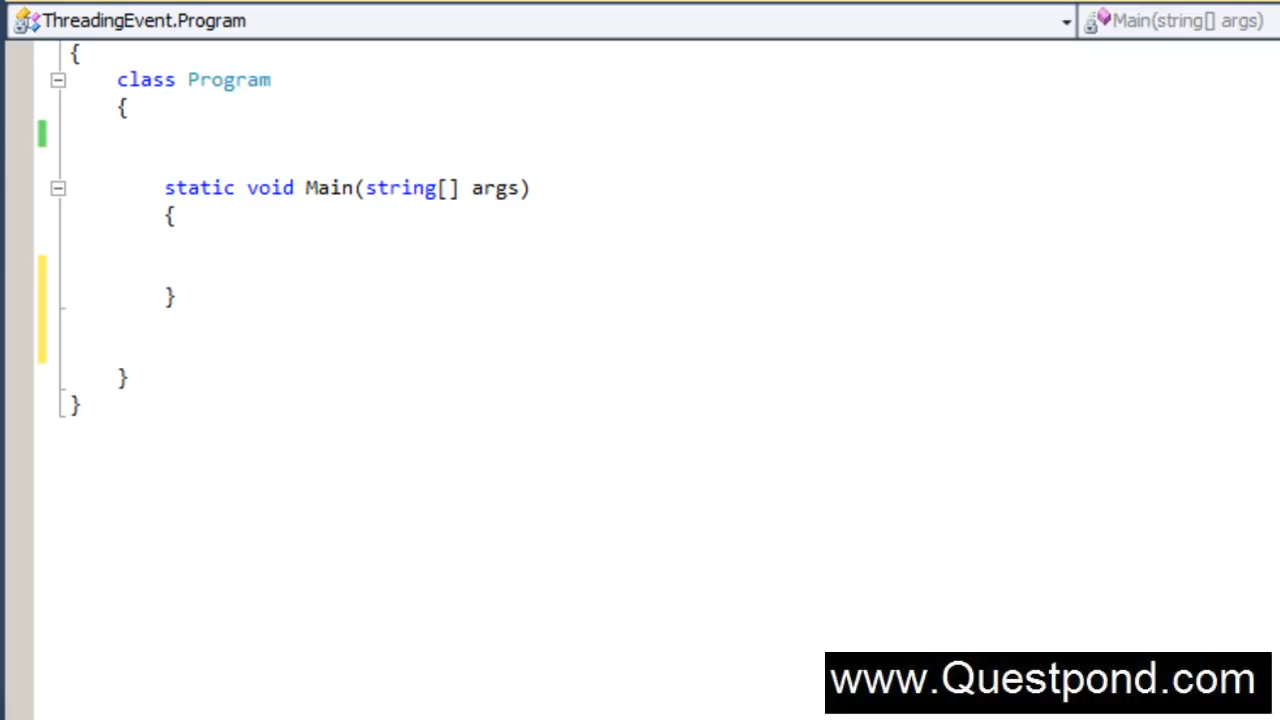 ThreadingEvent.Program
Main(string[] args)
{
class Program
{
static void Main(string[] args)
{
}
}
}
www.Questpond.com